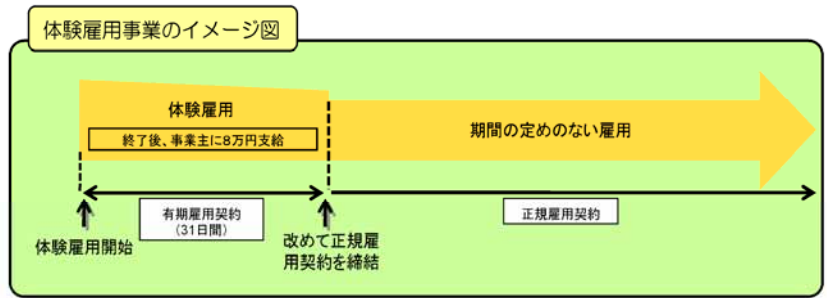 体験雇用事業のイメージ図
体験雇用
終了後、事業主に8万円支給
期間の定めのない雇用
有期雇用契約
(31日間)
正規雇用契約
体験雇用開始
改めて正規雇
用契約を締結